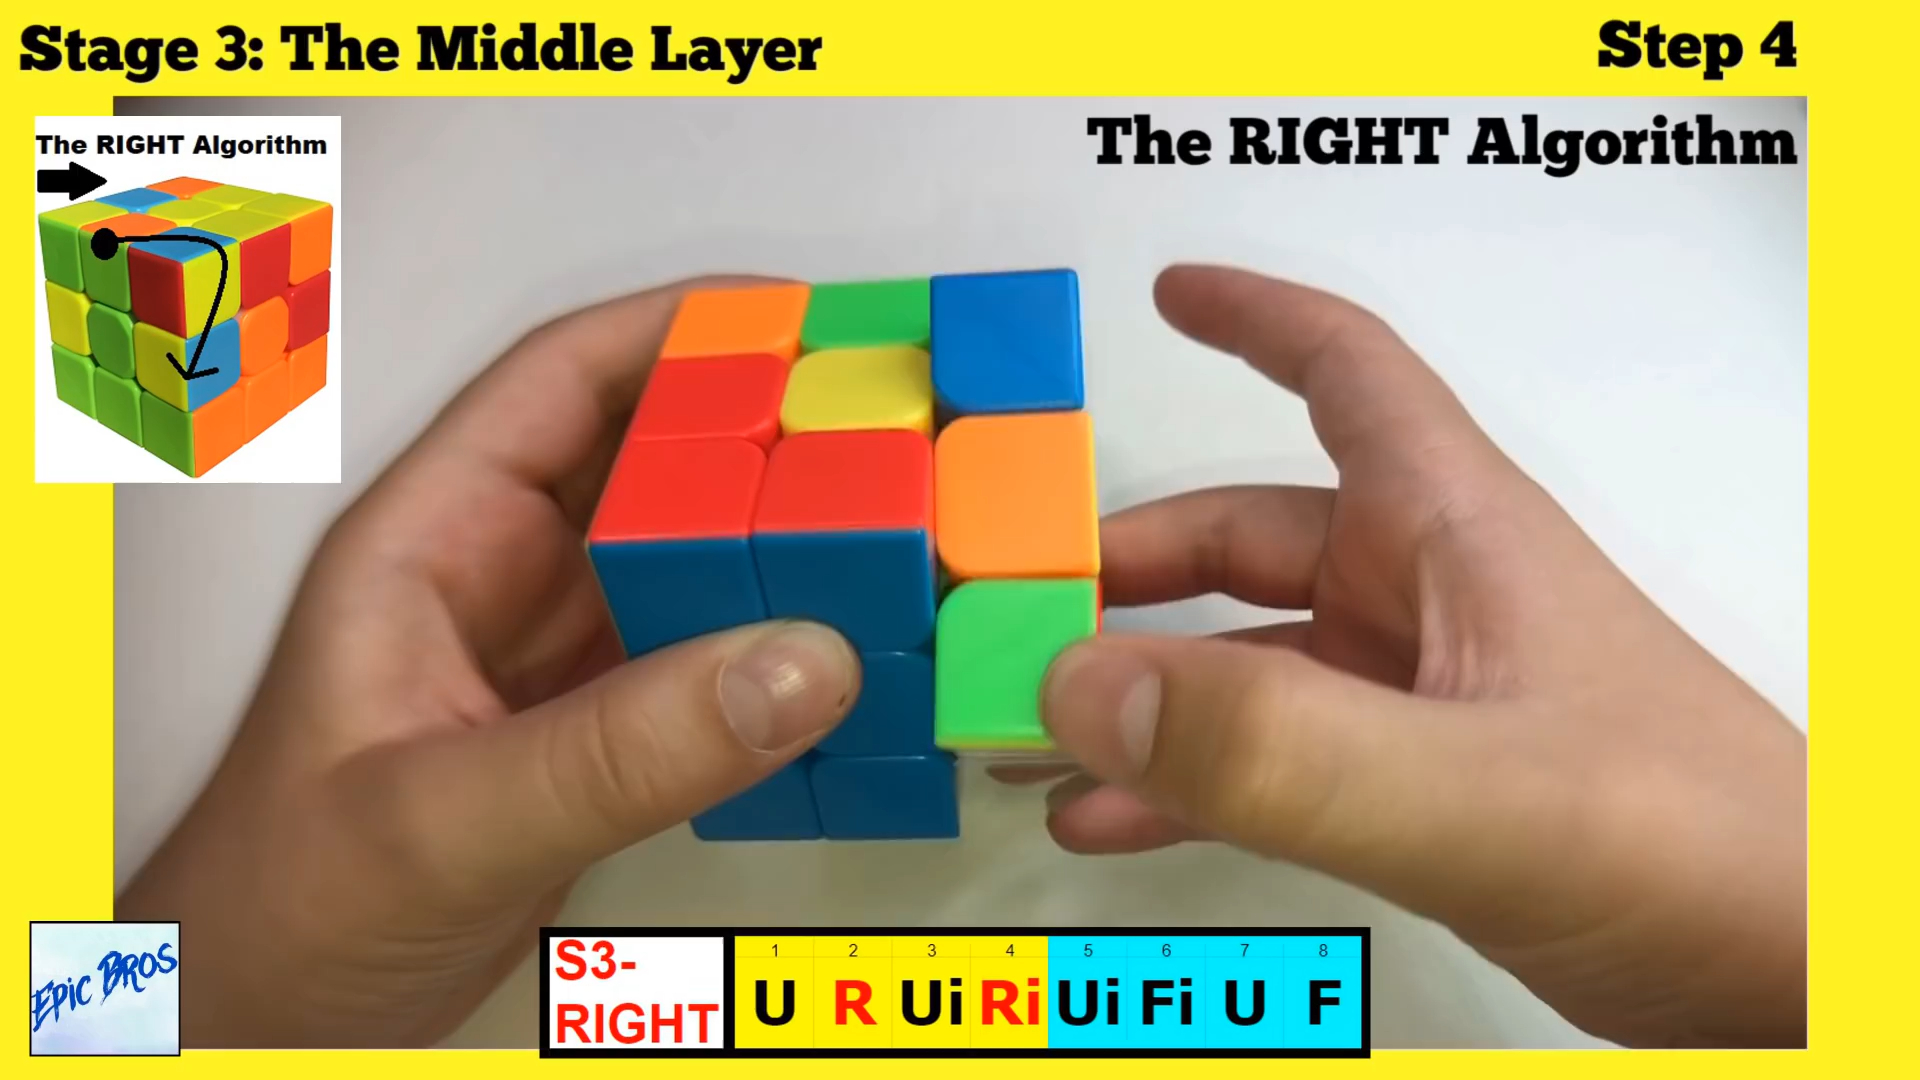 Stage 3: The Middle Layer
Step 4
The RIGHT Algorithm
The RIGHT Algorithm
EPIC BROS
S3-
RIGHT
1 2 3 4 5 6 7 8
U R Ui Ri Ui Fi U F